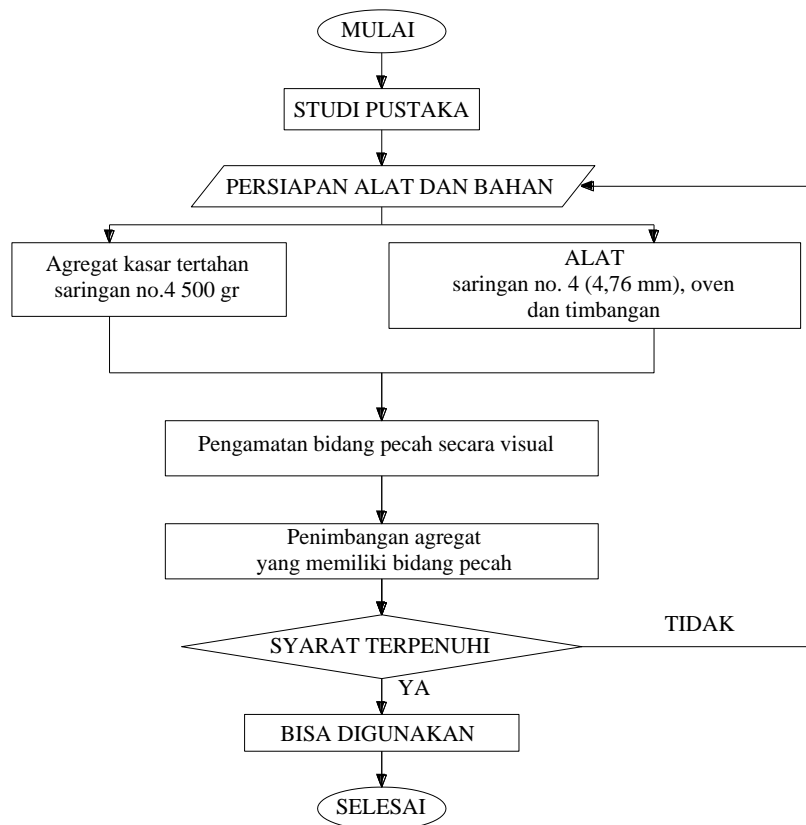 MULAI
STUDI PUSTAKA
PERSIAPAN ALAT DAN BAHAN
Agregat kasar tertahan
saringan no.4 500 gr
ALAT
saringan no. 4 (4,76 mm), oven
dan timbangan
Pengamatan bidang pecah secara visual
Penimbangan agregat
yang memiliki bidang pecah
SYARAT TERPENUHI
TIDAK
YA
BISA DIGUNAKAN
SELESAI